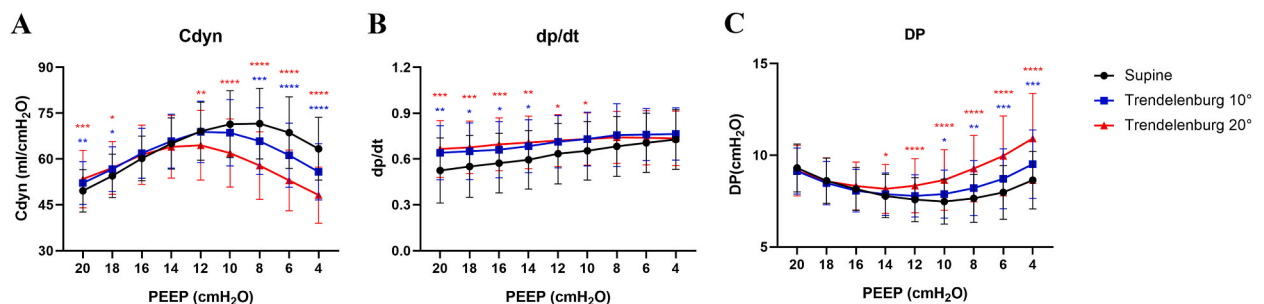 A
Cdyn
Cdyn (ml/cmH₂O)
90
75
60
45
30
*** * ** **** **** **** ****
** * *** **** ****
20 18 16 14 12 10 8 6 4
PEEP (cmH₂O)
B
dp/dt
dp/dt
1.2
0.9
0.6
0.3
0.0
*** *** *** ** * *
** * * *
20 18 16 14 12 10 8 6 4
PEEP (cmH₂O)
C
DP
DP(cmH₂O)
15
10
5
* **** **** **** **** ****
* ** *** ***
20 18 16 14 12 10 8 6 4
PEEP (cmH₂O)
Supine
Trendelenburg 10°
Trendelenburg 20°